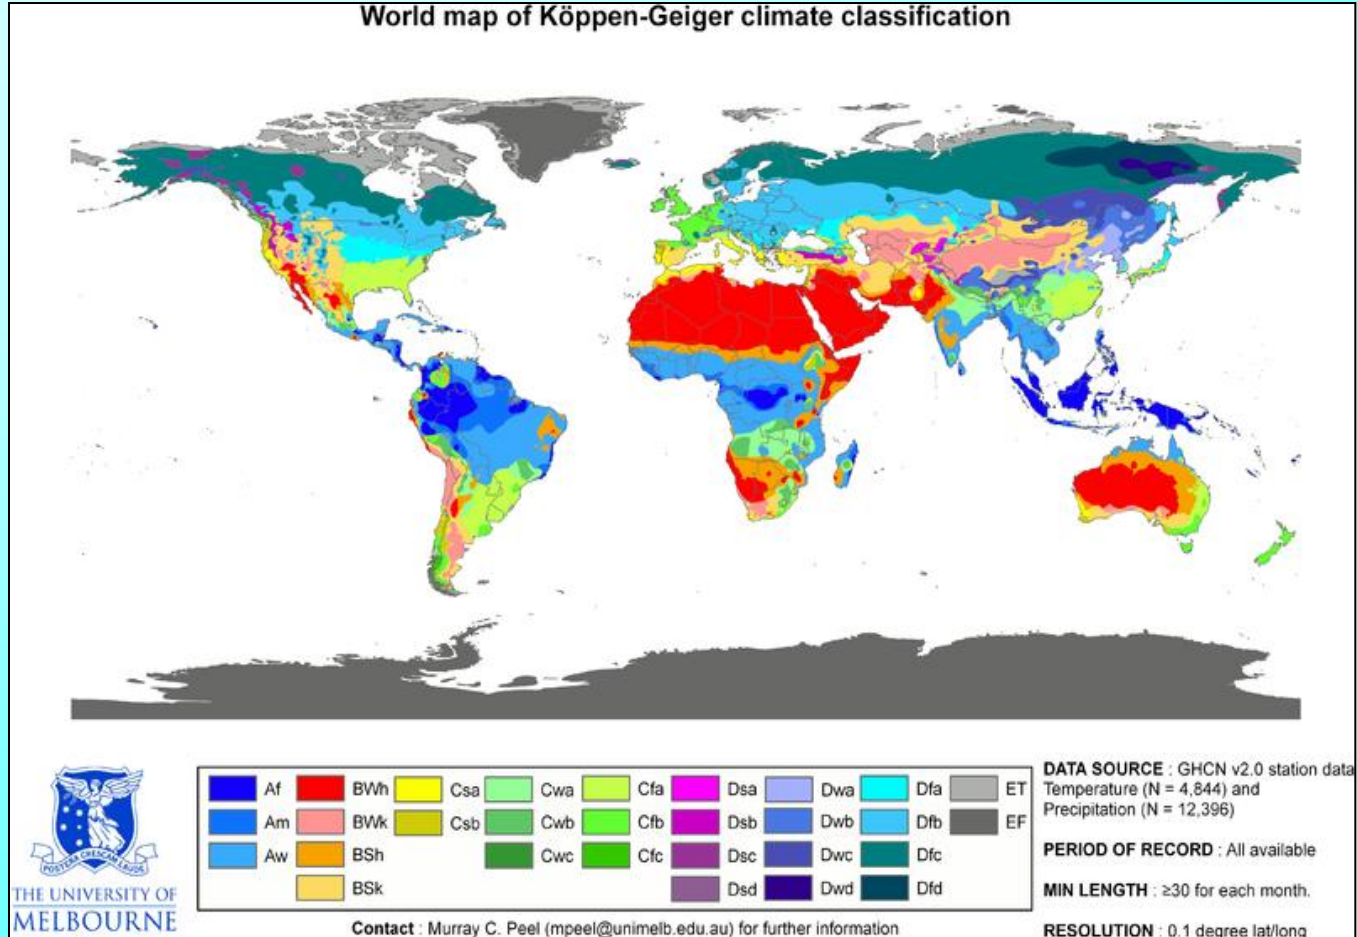 World map of Köppen-Geiger climate classification
POSTERA CRESCAM LAUDE
THE UNIVERSITY OF
MELBOURNE
Af BWh Csa Cwa Cfa Dsa Dwa Dfa ET
Am BWk Csb Cwb Cfb Dsb Dwb Dfb EF
Aw BSh Cwc Cfc Dsc Dwc Dfc
BSk Dsd Dwd Dfd
Contact : Murray C. Peel (mpeel@unimelb.edu.au) for further information
DATA SOURCE : GHCN v2.0 station data
Temperature (N = 4,844) and
Precipitation (N = 12,396)
PERIOD OF RECORD : All available
MIN LENGTH : ≥30 for each month.
RESOLUTION : 0.1 degree lat/long